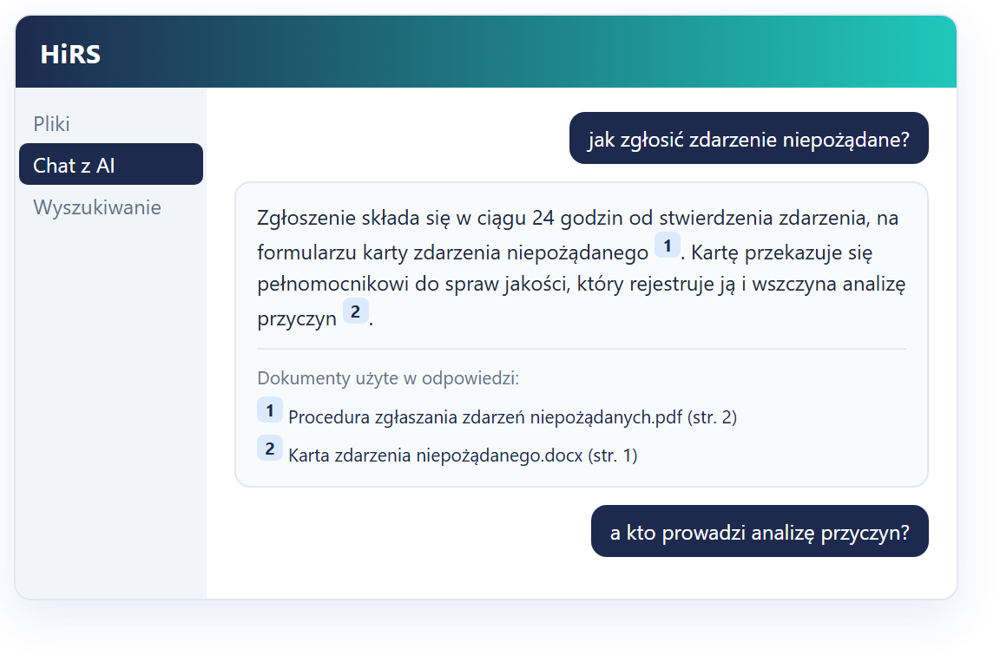 HiRS
Pliki
Chat z AI
Wyszukiwanie
jak zgłosić zdarzenie niepożądane?
Zgłoszenie składa się w ciągu 24 godzin od stwierdzenia zdarzenia, na
formularzu karty zdarzenia niepożądanego 1. Kartę przekazuje się
pełnomocnikowi do spraw jakości, który rejestruje ją i wszczyna analizę
przyczyn 2.
Dokumenty użyte w odpowiedzi:
1 Procedura zgłaszania zdarzeń niepożądanych.pdf (str. 2)
2 Karta zdarzenia niepożądanego.docx (str. 1)
a kto prowadzi analizę przyczyn?